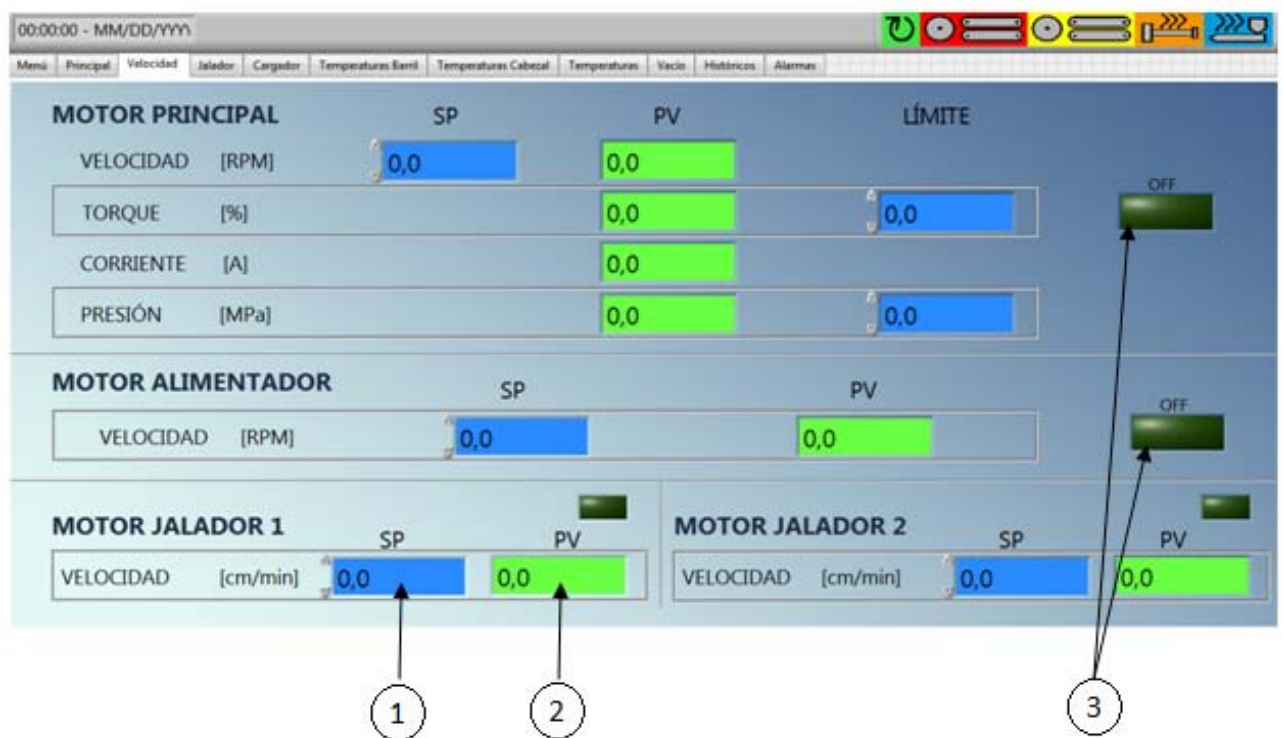 00:00:00 - MM/DD/YYYY
Menú Principal Velocidad Jalador Cargador Temperaturas Barril Temperaturas Cabezal Temperaturas Vacío Históricos Alarmas
MOTOR PRINCIPAL SP PV LÍMITE
VELOCIDAD [RPM] 0,0 0,0
OFF
TORQUE [%] 0,0 0,0
CORRIENTE [A] 0,0
PRESIÓN [MPa] 0,0 0,0
MOTOR ALIMENTADOR SP PV
OFF
VELOCIDAD [RPM] 0,0 0,0
MOTOR JALADOR 1 SP PV
VELOCIDAD [cm/min] 0,0 0,0
MOTOR JALADOR 2 SP PV
VELOCIDAD [cm/min] 0,0 0,0
1 2 3